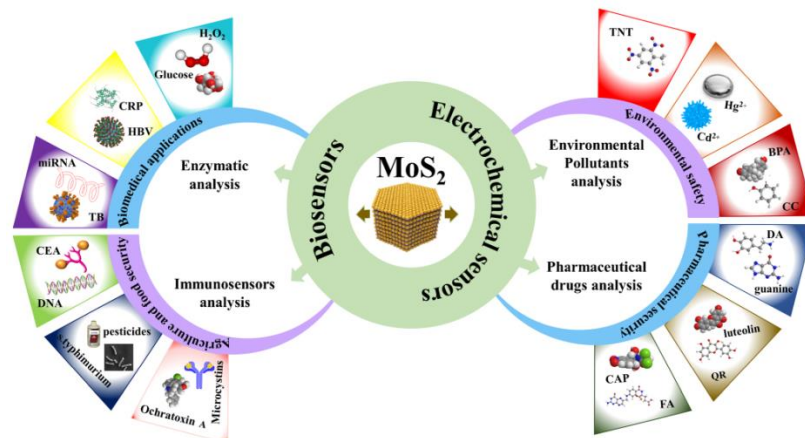 H2O2
Glucose
CRP
HBV
miRNA
TB
Biomedical applications
Enzymatic
analysis
CEA
DNA
pesticides
S.typhimurium
Ochratoxin A
Microcystins
Agriculture and food security
Immunosensors
analysis
Biosensors
MoS2
Electrochemical sensors
Environmental
Pollutants
analysis
Pharmaceutical
drugs analysis
TNT
Hg2-
Cd2-
BPA
CC
Environmental safety
DA
guanine
luteolin
QR
CAP
FA
Pharmaceutical security